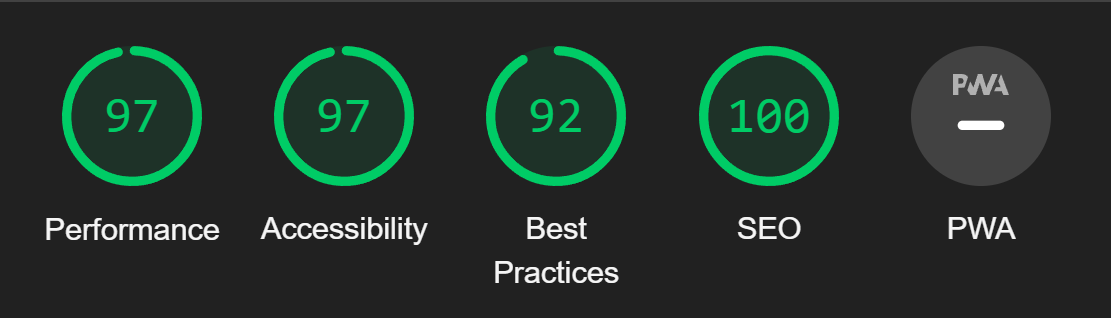 97
97
92
100
PWA
Performance
Accessibility
Best
Practices
SEO
PWA